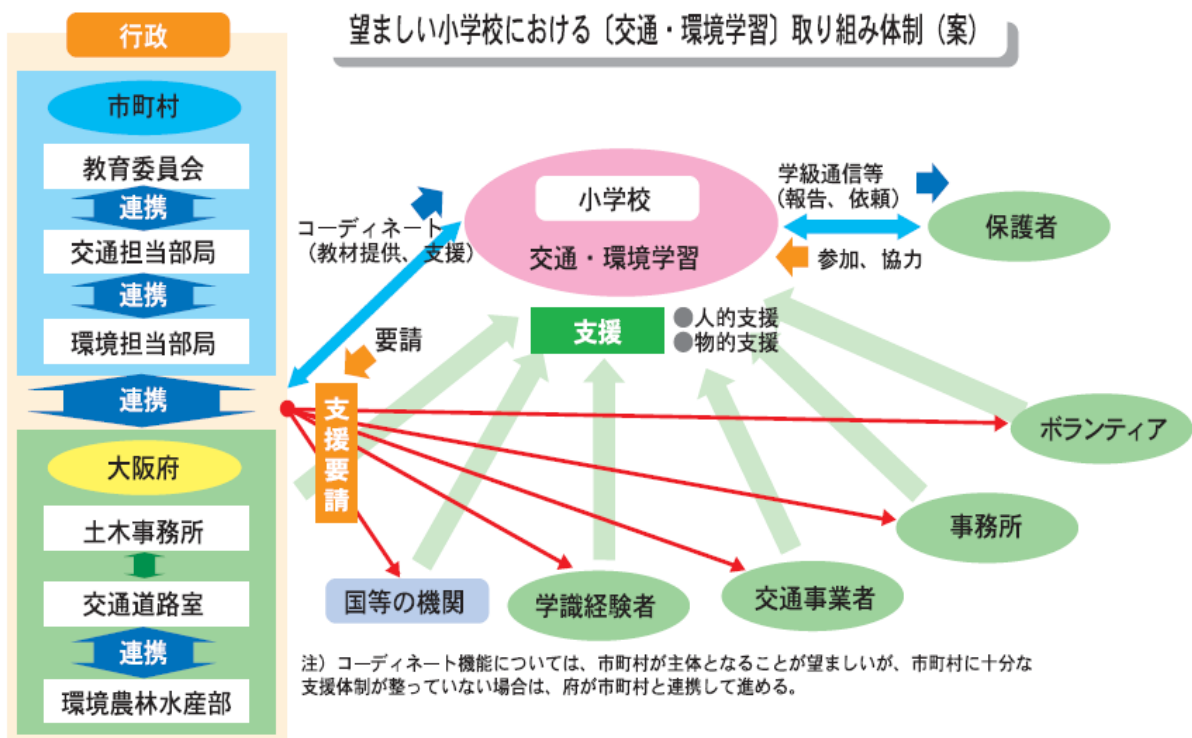 望ましい小学校における〔交通・環境学習〕取り組み体制（案）
行政
市町村
教育委員会
連携
交通担当部局
連携
環境担当部局
連携
大阪府
土木事務所
交通道路室
連携
環境農林水産部
コーディネート
（教材提供、支援）
要請
支援要請
小学校
交通・環境学習
支援
●人的支援
●物的支援
学級通信等
（報告、依頼）
参加、協力
保護者
ボランティア
事務所
交通事業者
学識経験者
国等の機関
注）コーディネート機能については、市町村が主体となることが望ましいが、市町村に十分な
支援体制が整っていない場合は、府が市町村と連携して進める。